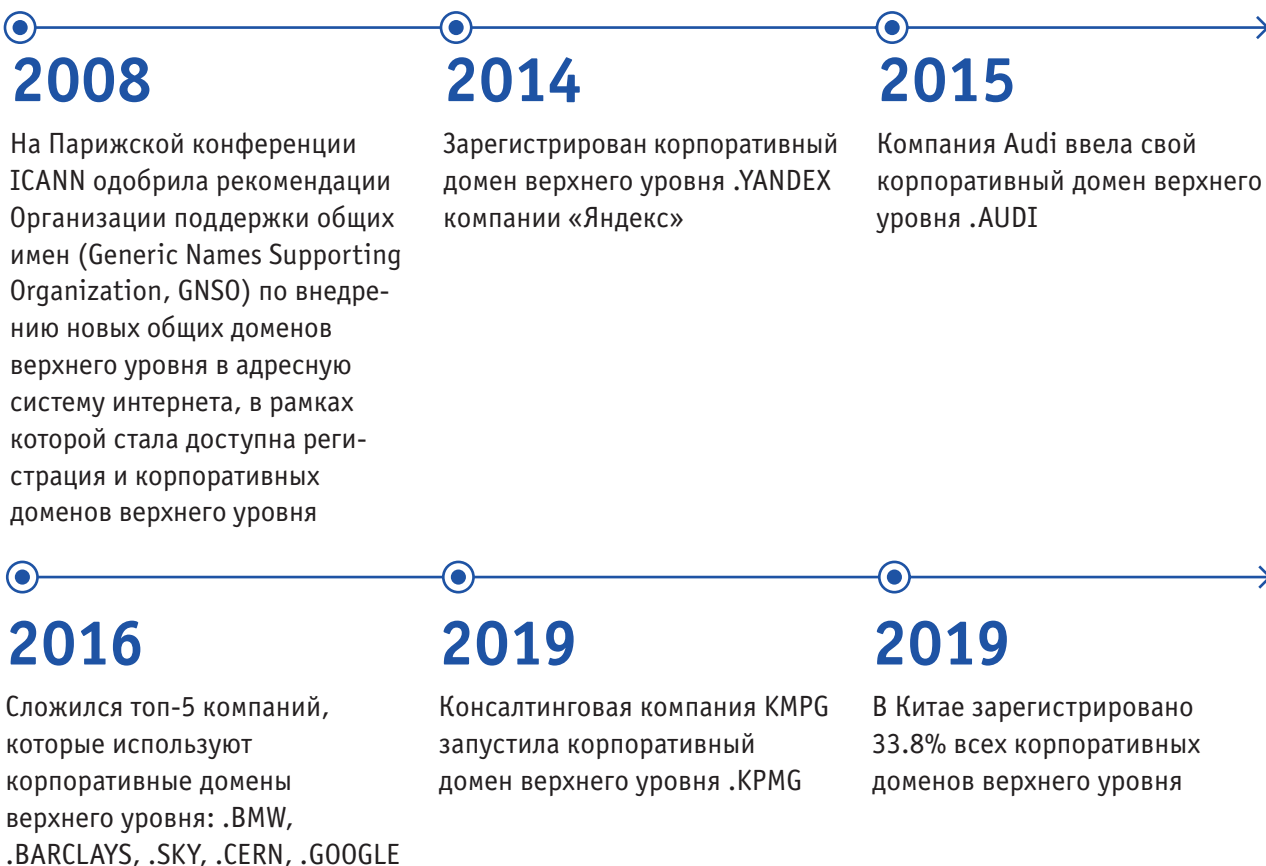 2008
На Парижской конференции
ICANN одобрила рекомендации
Организации поддержки общих
имен (Generic Names Supporting
Organization, GNSO) по внедре-
нию новых общих доменов
верхнего уровня в адресную
систему интернета, в рамках
которой стала доступна реги-
страция и корпоративных
доменов верхнего уровня
2014
Зарегистрирован корпоративный
домен верхнего уровня .YANDEX
компании «Яндекс»
2015
Компания Audi ввела свой
корпоративный домен верхнего
уровня .AUDI
2016
Сложился топ-5 компаний,
которые используют
корпоративные домены
верхнего уровня: .BMW,
.BARCLAYS, .SKY, .CERN, .GOOGLE
2019
Консалтинговая компания KMPG
запустила корпоративный
домен верхнего уровня .KPMG
2019
В Китае зарегистрировано
33.8% всех корпоративных
доменов верхнего уровня